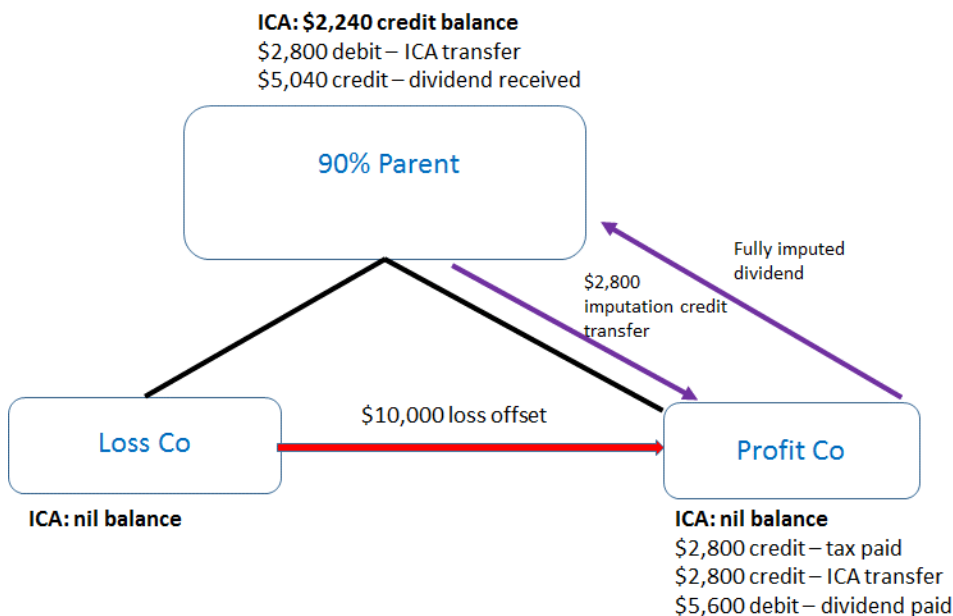 ICA: $2,240 credit balance
$2,800 debit – ICA transfer
$5,040 credit – dividend received
90% Parent
Fully imputed
dividend
$2,800
imputation credit
transfer
$10,000 loss offset
Loss Co
Profit Co
ICA: nil balance
ICA: nil balance
$2,800 credit – tax paid
$2,800 credit – ICA transfer
$5,600 debit – dividend paid